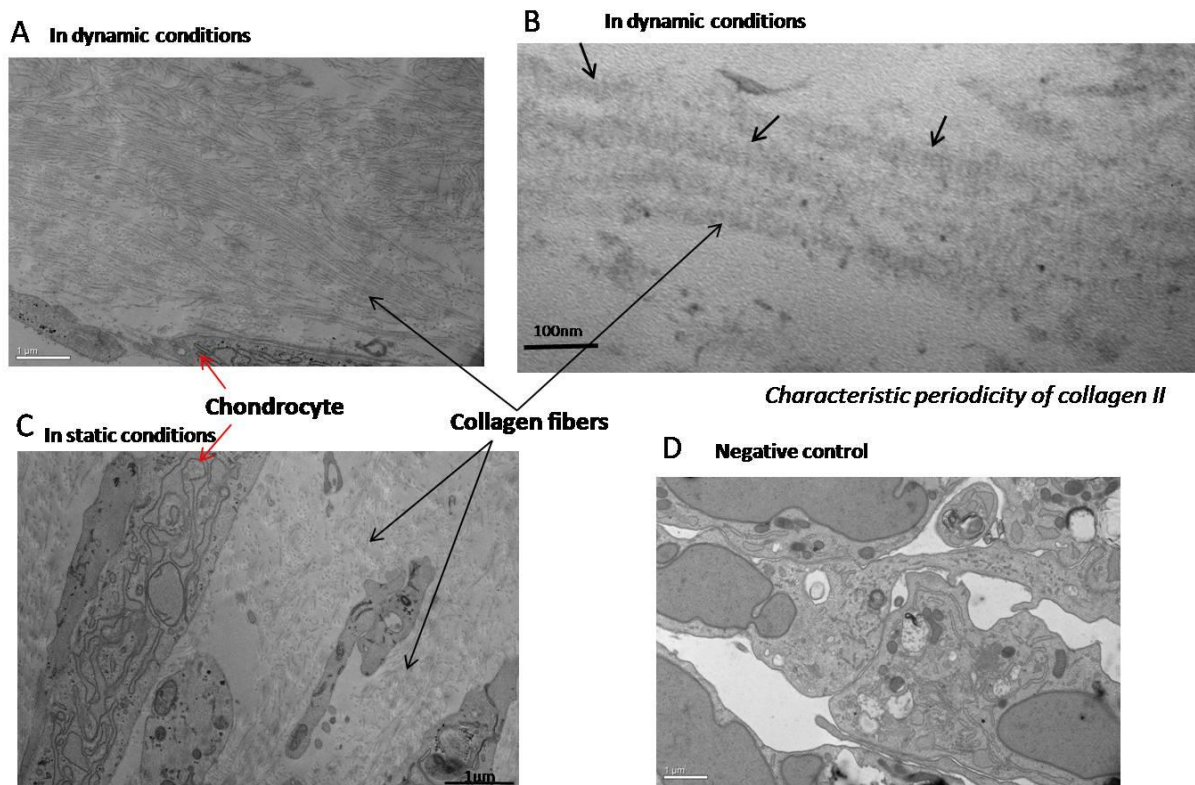 A In dynamic conditions
B In dynamic conditions
1 µm
100nm
Characteristic periodicity of collagen II
Chondrocyte
Collagen fibers
C In static conditions
D Negative control
1µm
1 µm